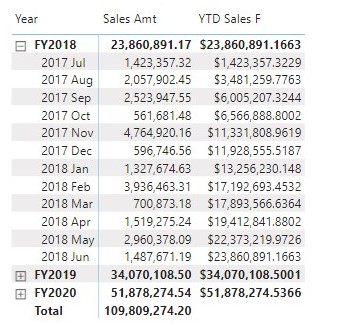 Year Sales Amt YTD Sales F
FY2018 23,860,891.17 $23,860,891.1663
2017 Jul 1,423,357.32 $1,423,357.3229
2017 Aug 2,057,902.45 $3,481,259.7763
2017 Sep 2,523,947.55 $6,005,207.3244
2017 Oct 561,681.48 $6,566,888.8002
2017 Nov 4,764,920.16 $11,331,808.9619
2017 Dec 596,746.56 $11,928,555.5187
2018 Jan 1,327,674.63 $13,256,230.148
2018 Feb 3,936,463.31 $17,192,693.4532
2018 Mar 700,873.18 $17,893,566.6364
2018 Apr 1,519,275.24 $19,412,841.8802
2018 May 2,960,378.09 $22,373,219.9726
2018 Jun 1,487,671.19 $23,860,891.1663
FY2019 34,070,108.50 $34,070,108.5001
FY2020 51,878,274.54 $51,878,274.5366
Total 109,809,274.20